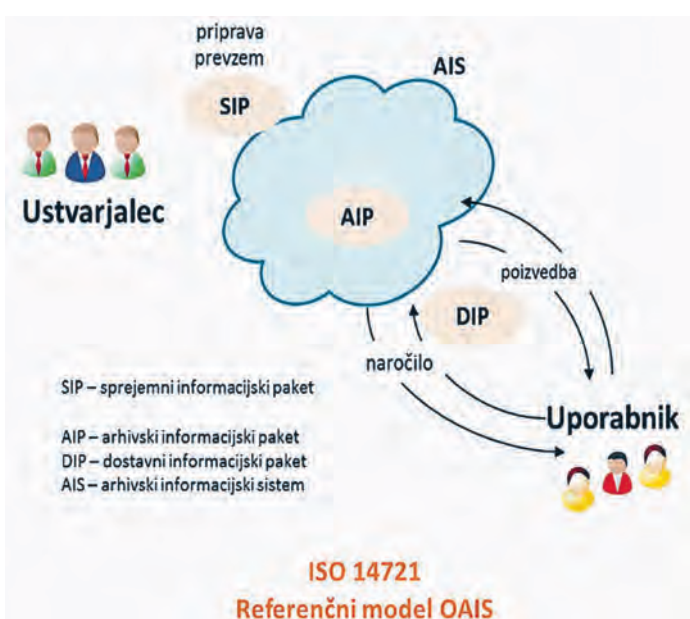 priprava
prevzem
SIP
AIS
Ustvarjalec
AIP
poizvedba
DIP
naročilo
Uporabnik
SIP – sprejemni informacijski paket
AIP – arhivski informacijski paket
DIP – dostavni informacijski paket
AIS – arhivski informacijski sistem
ISO 14721
Referenčni model OAIS